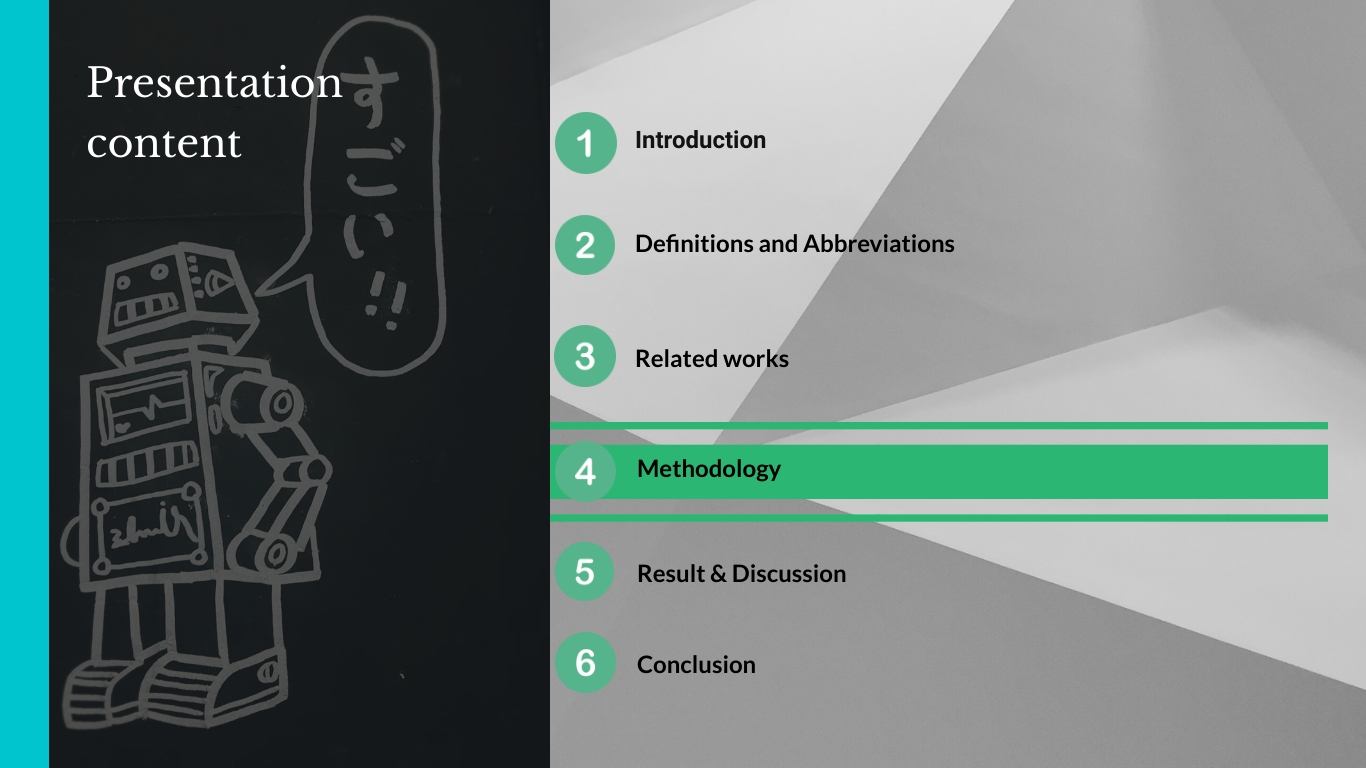 Presentation
content
すごい!!
1 Introduction
2 Definitions and Abbreviations
3 Related works
4 Methodology
5 Result & Discussion
6 Conclusion